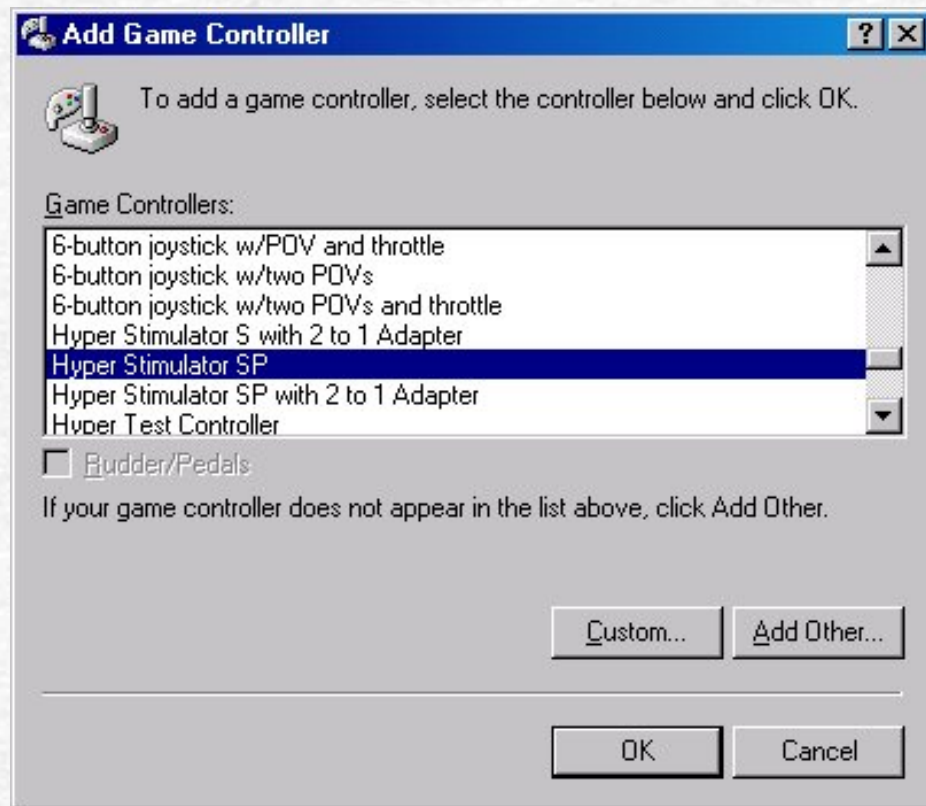 Add Game Controller
To add a game controller, select the controller below and click OK.
Game Controllers:
6-button joystick w/POV and throttle
6-button joystick w/two POVs
6-button joystick w/two POVs and throttle
Hyper Stimulator S with 2 to 1 Adapter
Hyper Stimulator SP
Hyper Stimulator SP with 2 to 1 Adapter
Hyper Test Controller
Rudder/Pedals
If your game controller does not appear in the list above, click Add Other.
Custom... Add Other...
OK Cancel